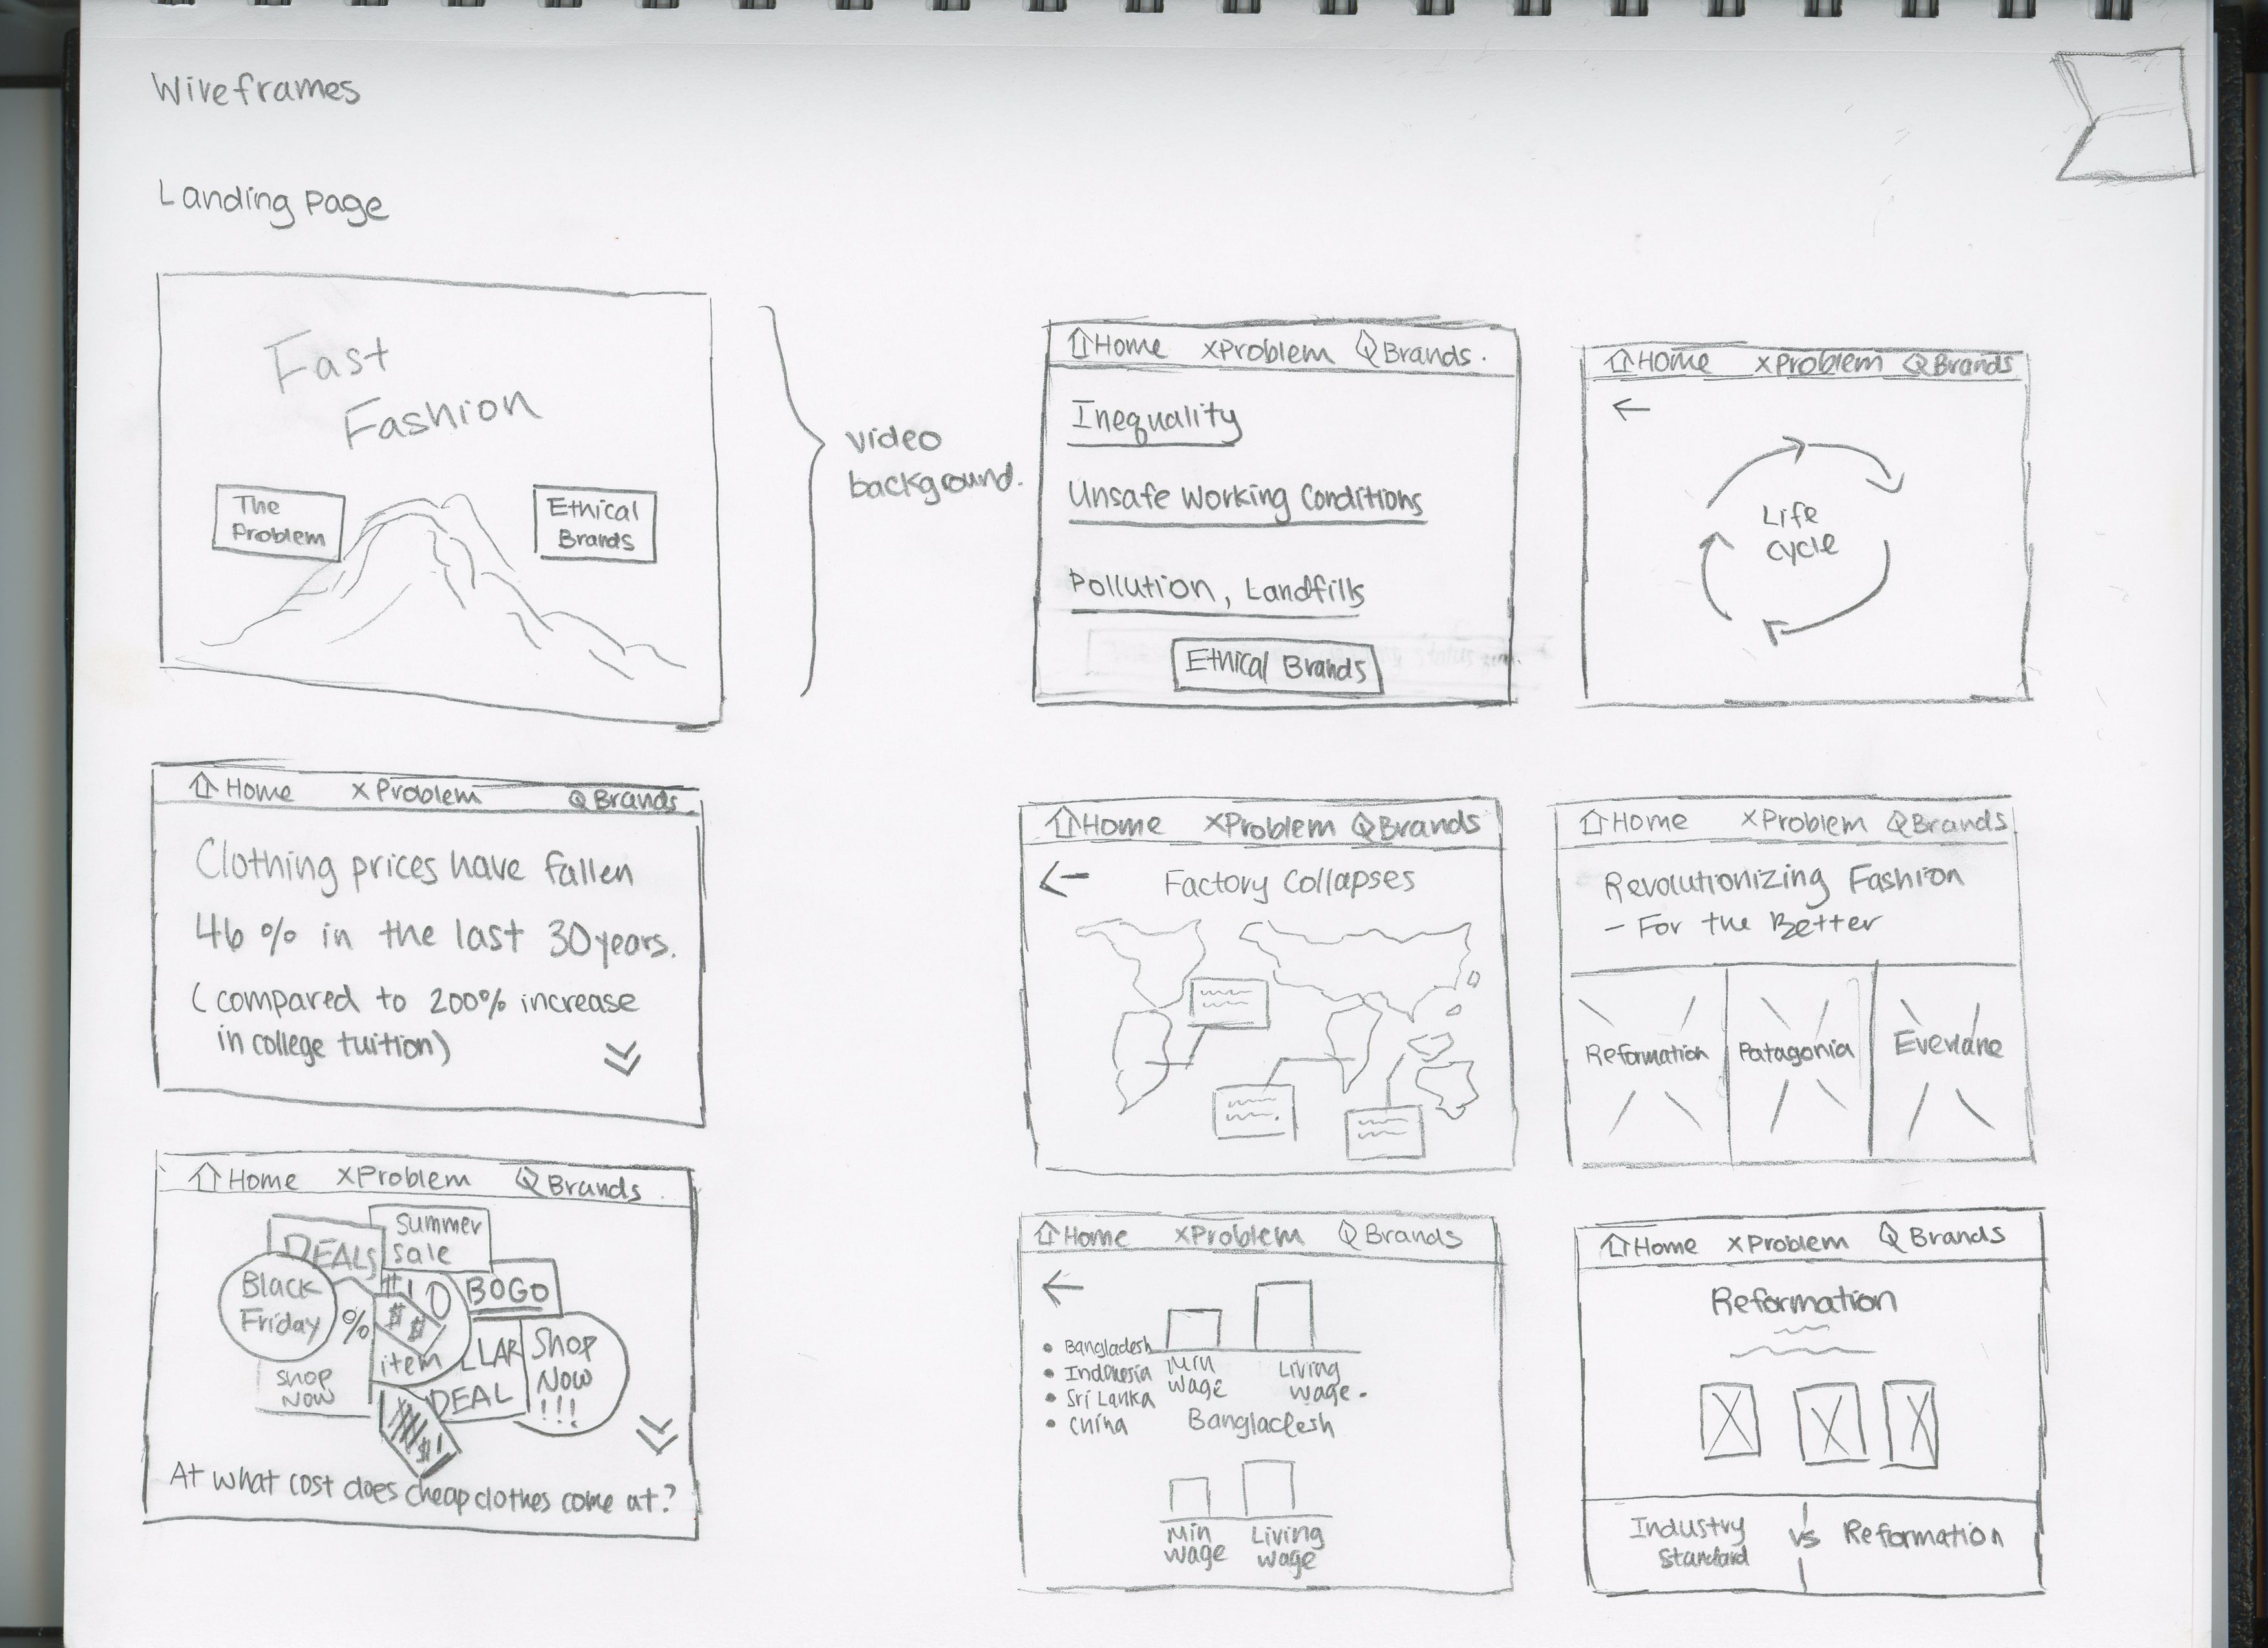 Wireframes
Landing Page
Fast
Fashion
The
Problem
Ethical
Brands
video
background.
Home xProblem Brands.
Inequality
Unsafe Working Conditions
Pollution, Landfills
Ethical Brands
Home xProblem Brands
Life
cycle
Home xProblem Brands
Clothing prices have fallen
46% in the last 30 years.
(compared to 200% increase
in college tuition)
Home xProblem Brands
Factory Collapses
Home xProblem Brands
Revolutionizing Fashion
- For the Better
Reformation
Patagonia
Everlane
Home xProblem Brands.
DEALS
Summer
sale
Black
Friday
%
$$
item
BOGO
LLAR
DEAL
Shop
Now
!!!
Shop
Now
At what cost does cheap clothes come at?
Home xProblem Brands
• Bangladesh
• Indonesia
• Sri Lanka
• China
Min
wage
Living
wage.
Bangladesh
Min
wage
Living
wage
Home xProblem Brands
Reformation
Industry
Standard
vs
Reformation